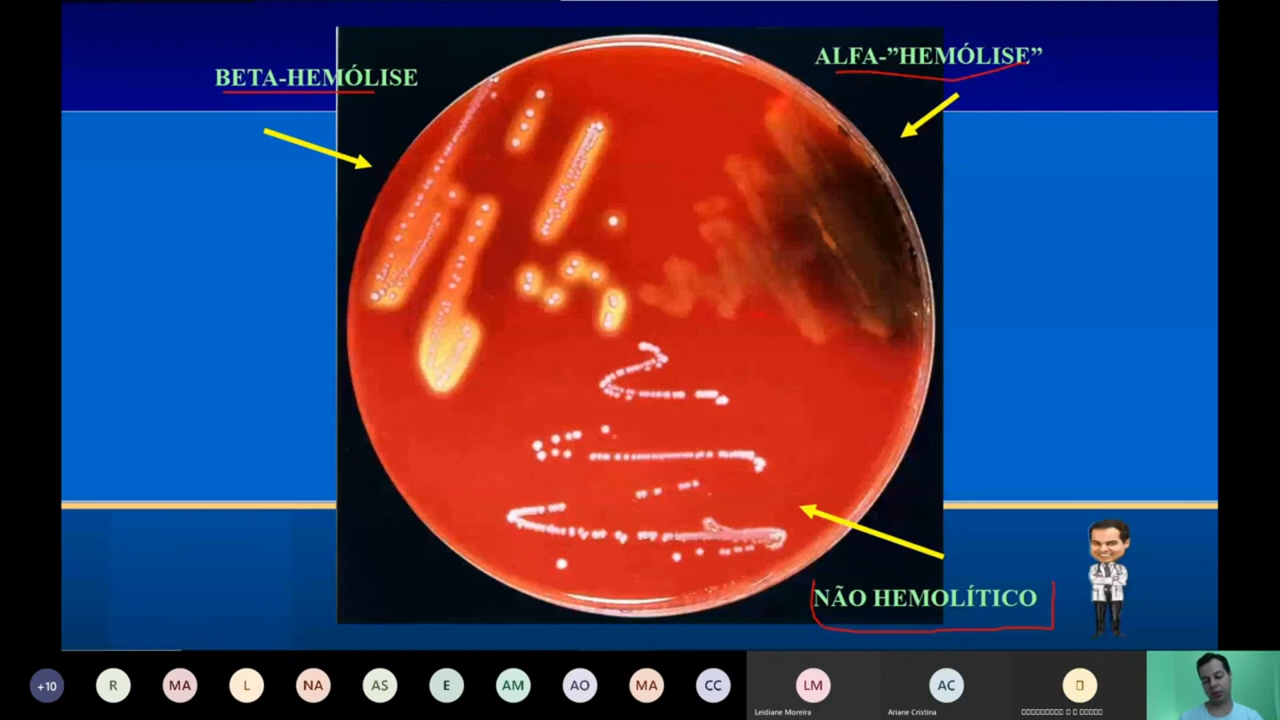 BETA-HEMÓLISE
ALFA-”HEMÓLISE”
NÃO HEMOLÍTICO
+10
R
MA
L
NA
AS
E
AM
AO
MA
CC
LM
AC
Leidiane Moreira
Ariane Cristina